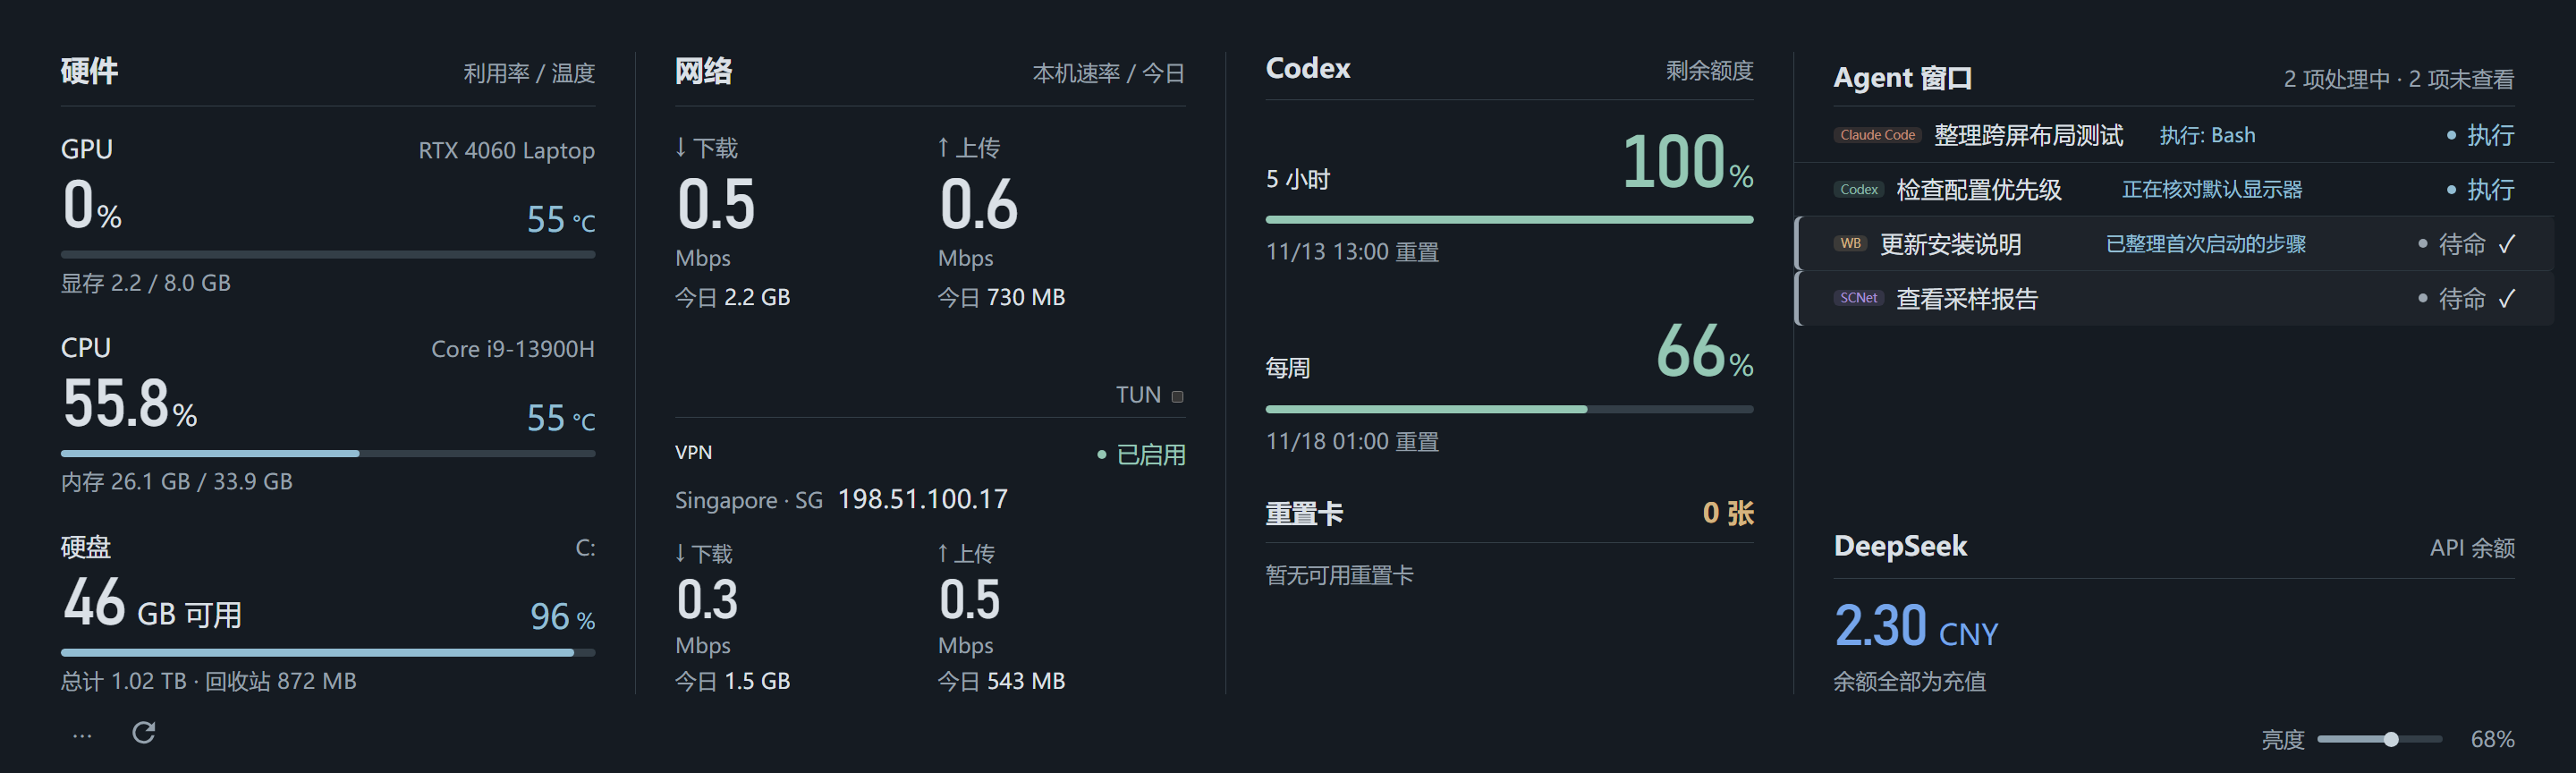 硬件 利用率 / 温度
GPU RTX 4060 Laptop
0% 55 °C
显存 2.2 / 8.0 GB
CPU Core i9-13900H
55.8% 55 °C
内存 26.1 GB / 33.9 GB
硬盘 C:
46 GB 可用 96 %
总计 1.02 TB · 回收站 872 MB
...
网络 本机速率 / 今日
↓ 下载 ↑ 上传
0.5 0.6
Mbps Mbps
今日 2.2 GB 今日 730 MB
TUN
VPN • 已启用
Singapore · SG 198.51.100.17
↓ 下载 ↑ 上传
0.3 0.5
Mbps Mbps
今日 1.5 GB 今日 543 MB
Codex 剩余额度
5 小时 100%
11/13 13:00 重置
每周 66%
11/18 01:00 重置
重置卡 0 张
暂无可用重置卡
Agent 窗口 2 项处理中 · 2 项未查看
Claude Code 整理跨屏布局测试 执行: Bash • 执行
Codex 检查配置优先级 正在核对默认显示器 • 执行
WB 更新安装说明 已整理首次启动的步骤 • 待命 ✓
SCNet 查看采样报告 • 待命 ✓
DeepSeek API 余额
2.30 CNY
余额全部为充值
亮度 68%